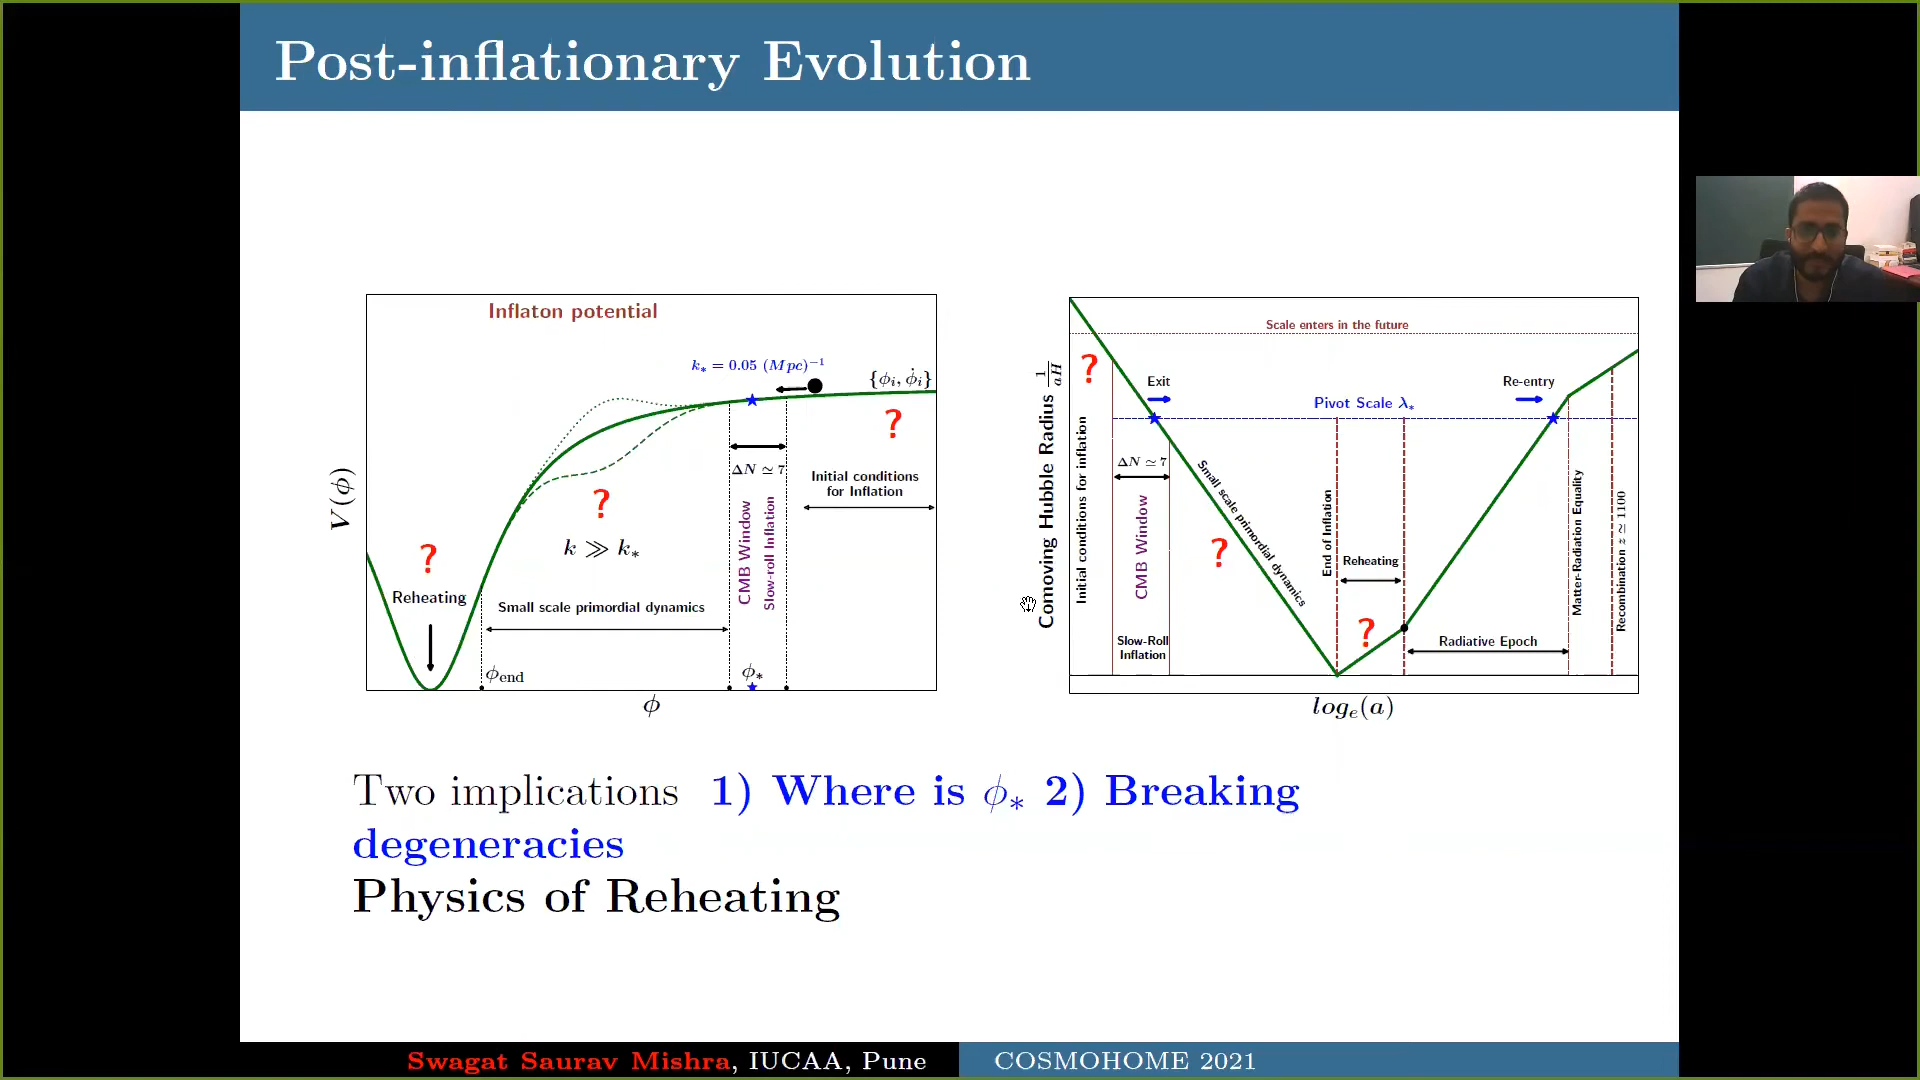 Post-inflationary Evolution
Inflaton potential
k* = 0.05 (Mpc)⁻¹
{ϕᵢ, ϕ̇ᵢ}
?
?
?
ΔN ≃ 7
Initial conditions
for Inflation
k ≫ k*
CMB Window
Slow-roll Inflation
Reheating
Small scale primordial dynamics
ϕend
ϕ*
V(ϕ)
ϕ
Scale enters in the future
?
Exit
Re-entry
Pivot Scale λ*
Comoving Hubble Radius 1/aH
Initial conditions for inflation
ΔN ≃ 7
CMB Window
Slow-Roll
Inflation
?
Small scale primordial dynamics
End of Inflation
Reheating
?
Radiative Epoch
Matter-Radiation Equality
Recombination z ≃ 1100
logₑ(a)
Two implications 1) Where is ϕ* 2) Breaking
degeneracies
Physics of Reheating
Swagat Saurav Mishra, IUCAA, Pune
COSMOHOME 2021